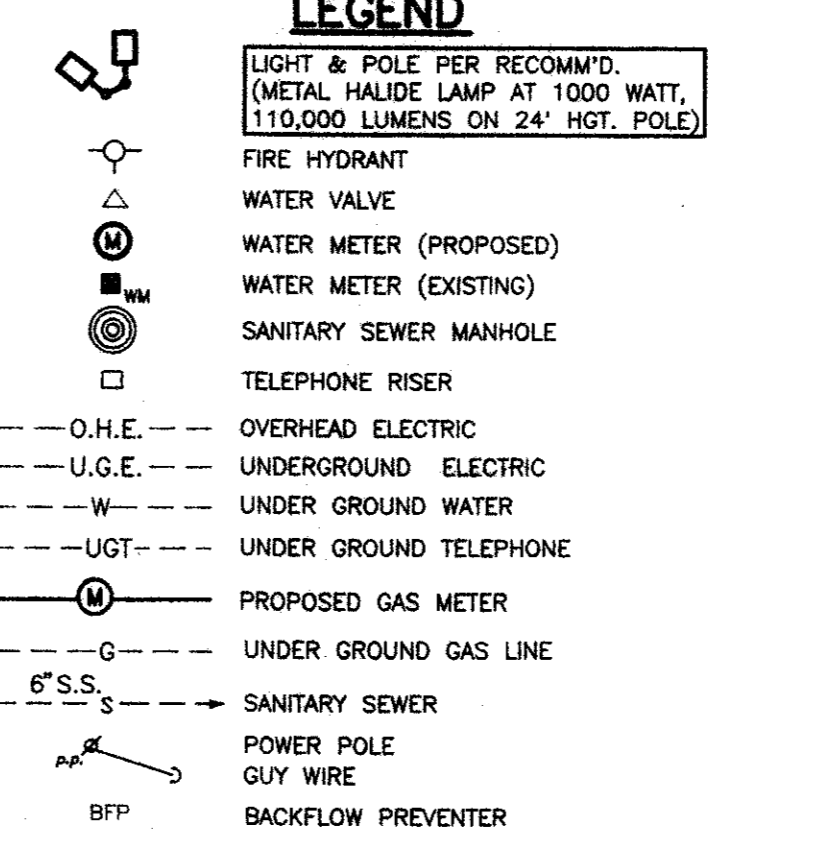 LEGEND
LIGHT & POLE PER RECOMM'D.
(METAL HALIDE LAMP AT 1000 WATT,
110,000 LUMENS ON 24' HGT. POLE)
FIRE HYDRANT
WATER VALVE
M WATER METER (PROPOSED)
WM WATER METER (EXISTING)
SANITARY SEWER MANHOLE
TELEPHONE RISER
O.H.E. OVERHEAD ELECTRIC
U.G.E. UNDERGROUND ELECTRIC
W UNDER GROUND WATER
UGT UNDER GROUND TELEPHONE
M PROPOSED GAS METER
G UNDER GROUND GAS LINE
6" S.S.
S SANITARY SEWER
P.P. POWER POLE
GUY WIRE
BFP BACKFLOW PREVENTER